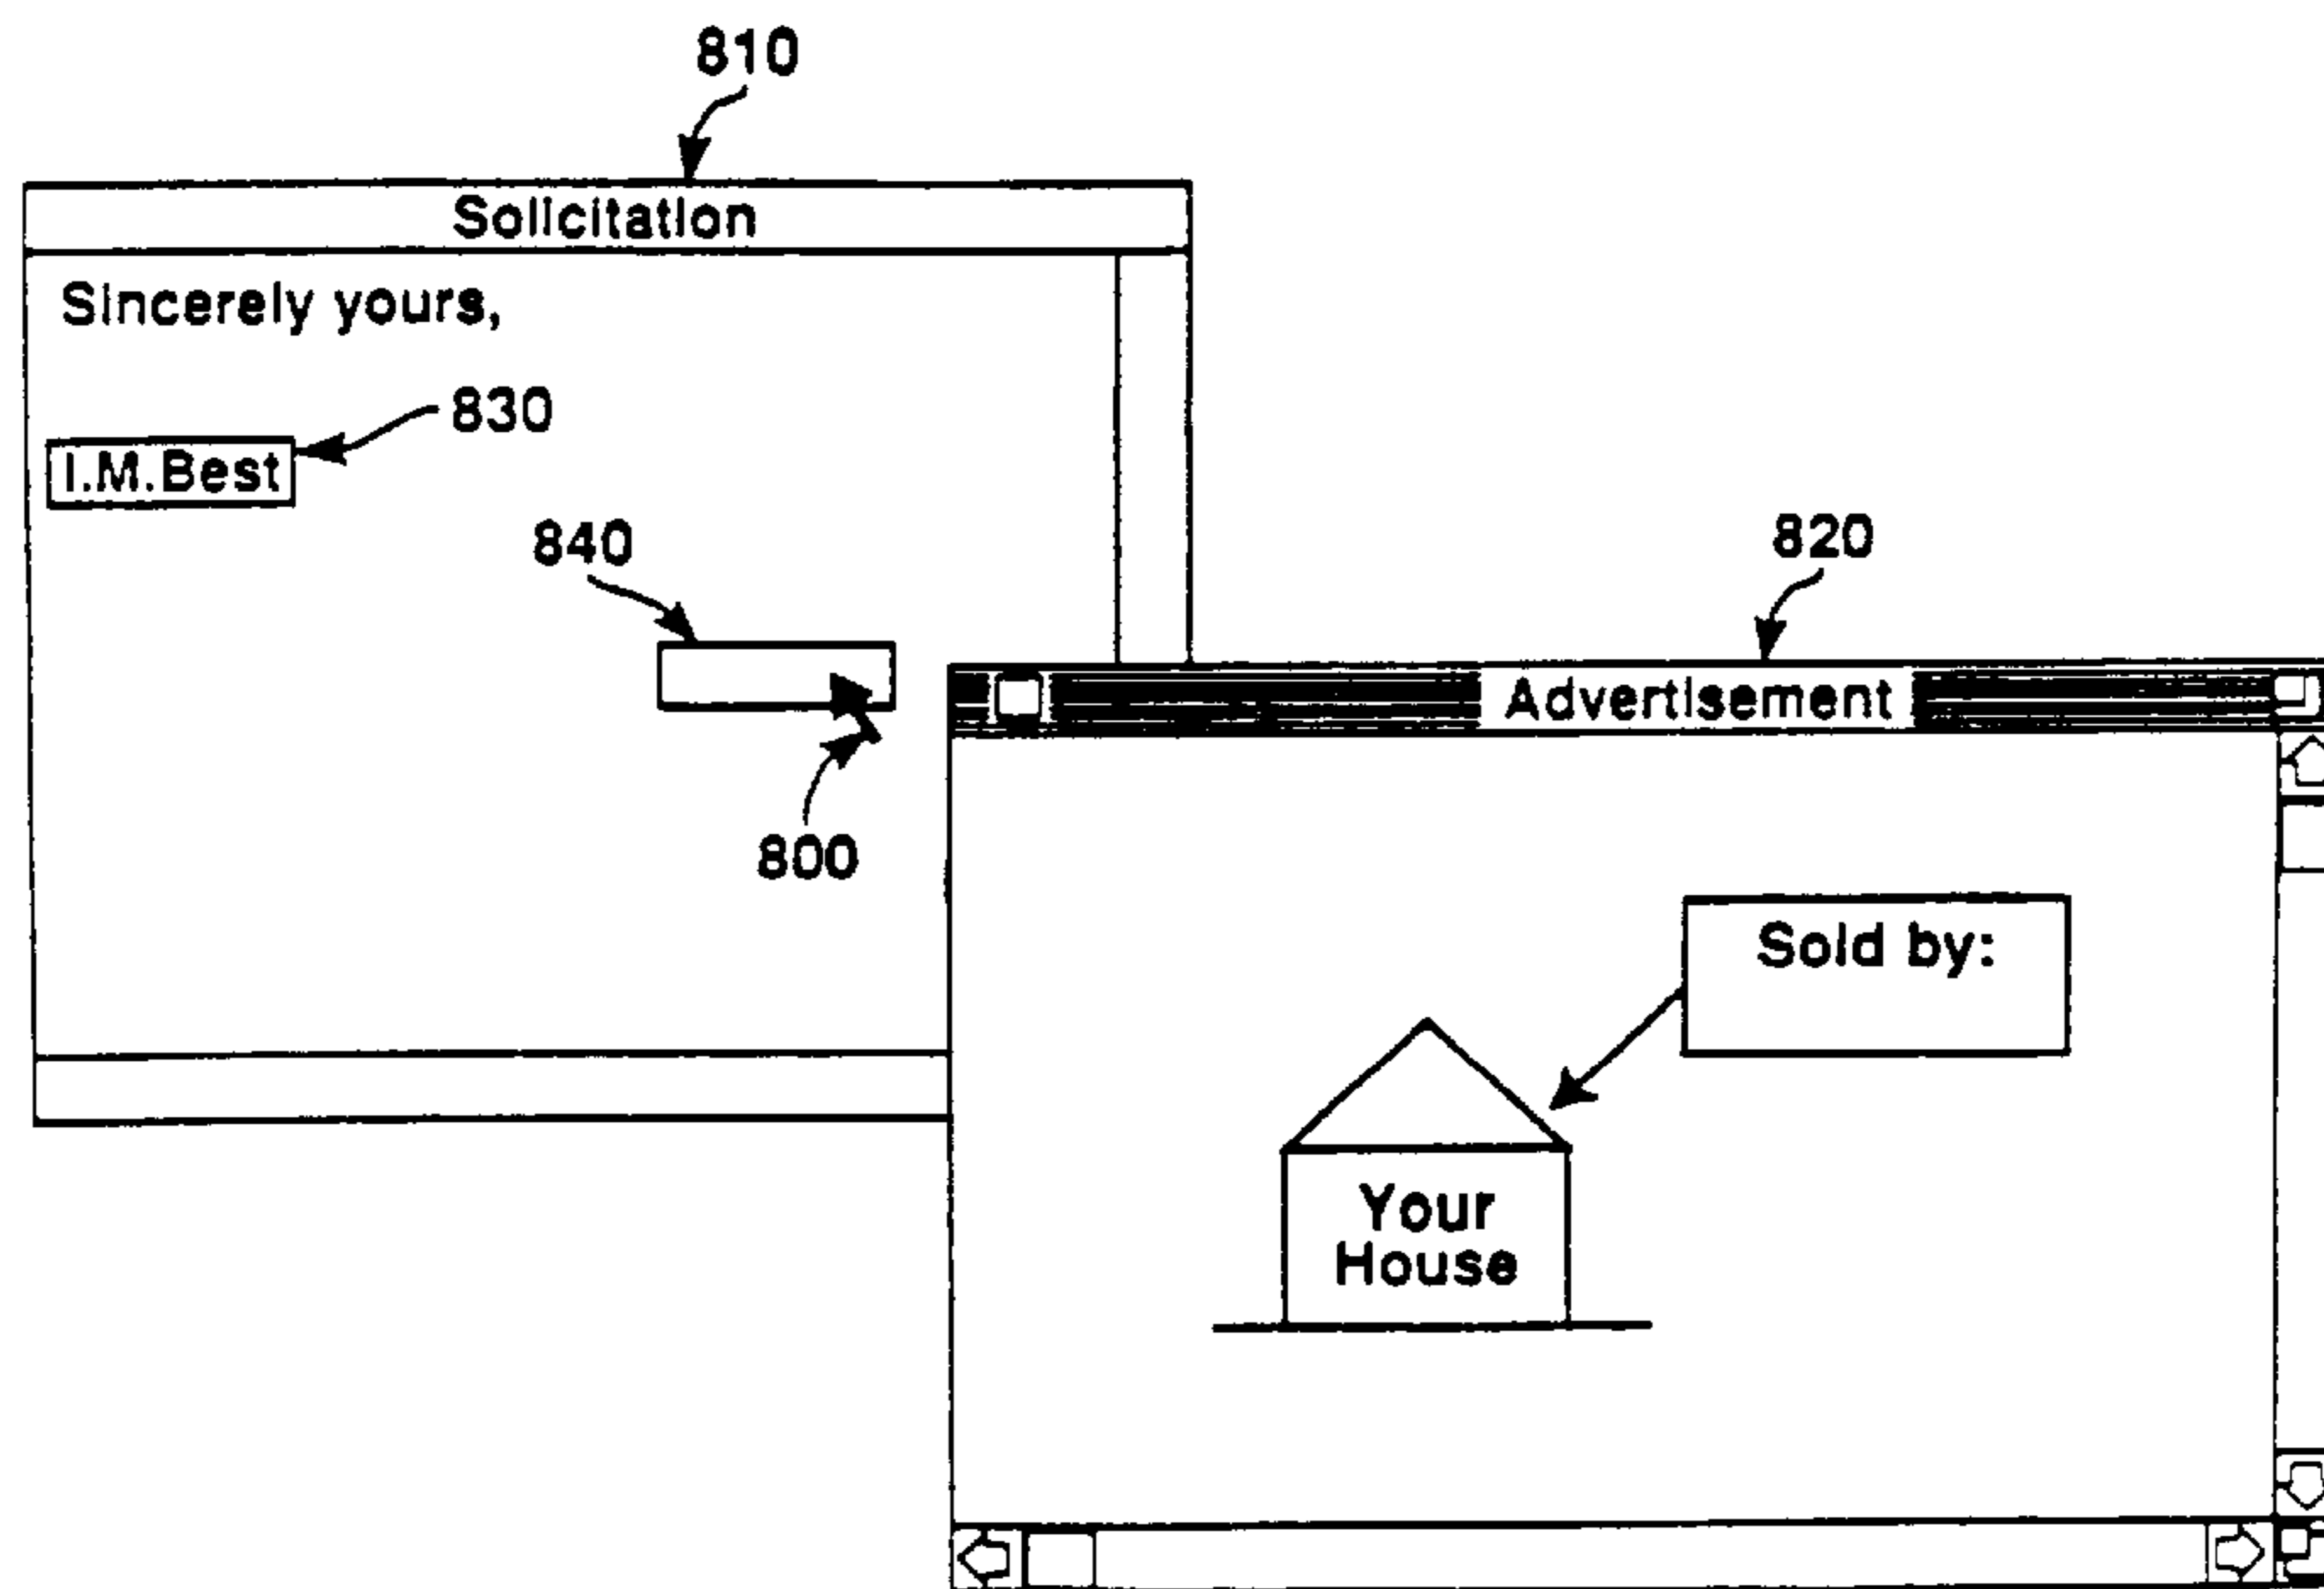 810
Solicitation
Sincerely yours,
830
I.M.Best
840
820
Advertisement
800
Sold by:
Your
House